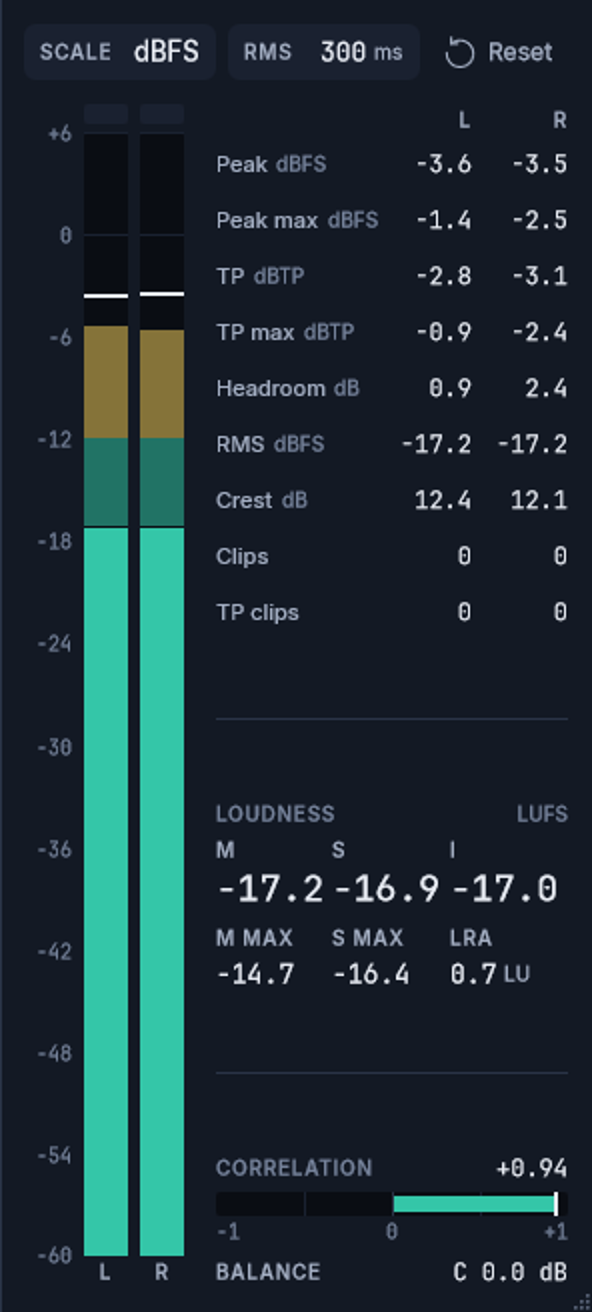 SCALE dBFS RMS 300 ms Reset
L R
+6
0
-6
-12
-18
-24
-30
-36
-42
-48
-54
-60
L R
Peak dBFS -3.6 -3.5
Peak max dBFS -1.4 -2.5
TP dBTP -2.8 -3.1
TP max dBTP -0.9 -2.4
Headroom dB 0.9 2.4
RMS dBFS -17.2 -17.2
Crest dB 12.4 12.1
Clips 0 0
TP clips 0 0
LOUDNESS LUFS
M S I
-17.2 -16.9 -17.0
M MAX S MAX LRA
-14.7 -16.4 0.7 LU
CORRELATION +0.94
-1 0 +1
BALANCE C 0.0 dB